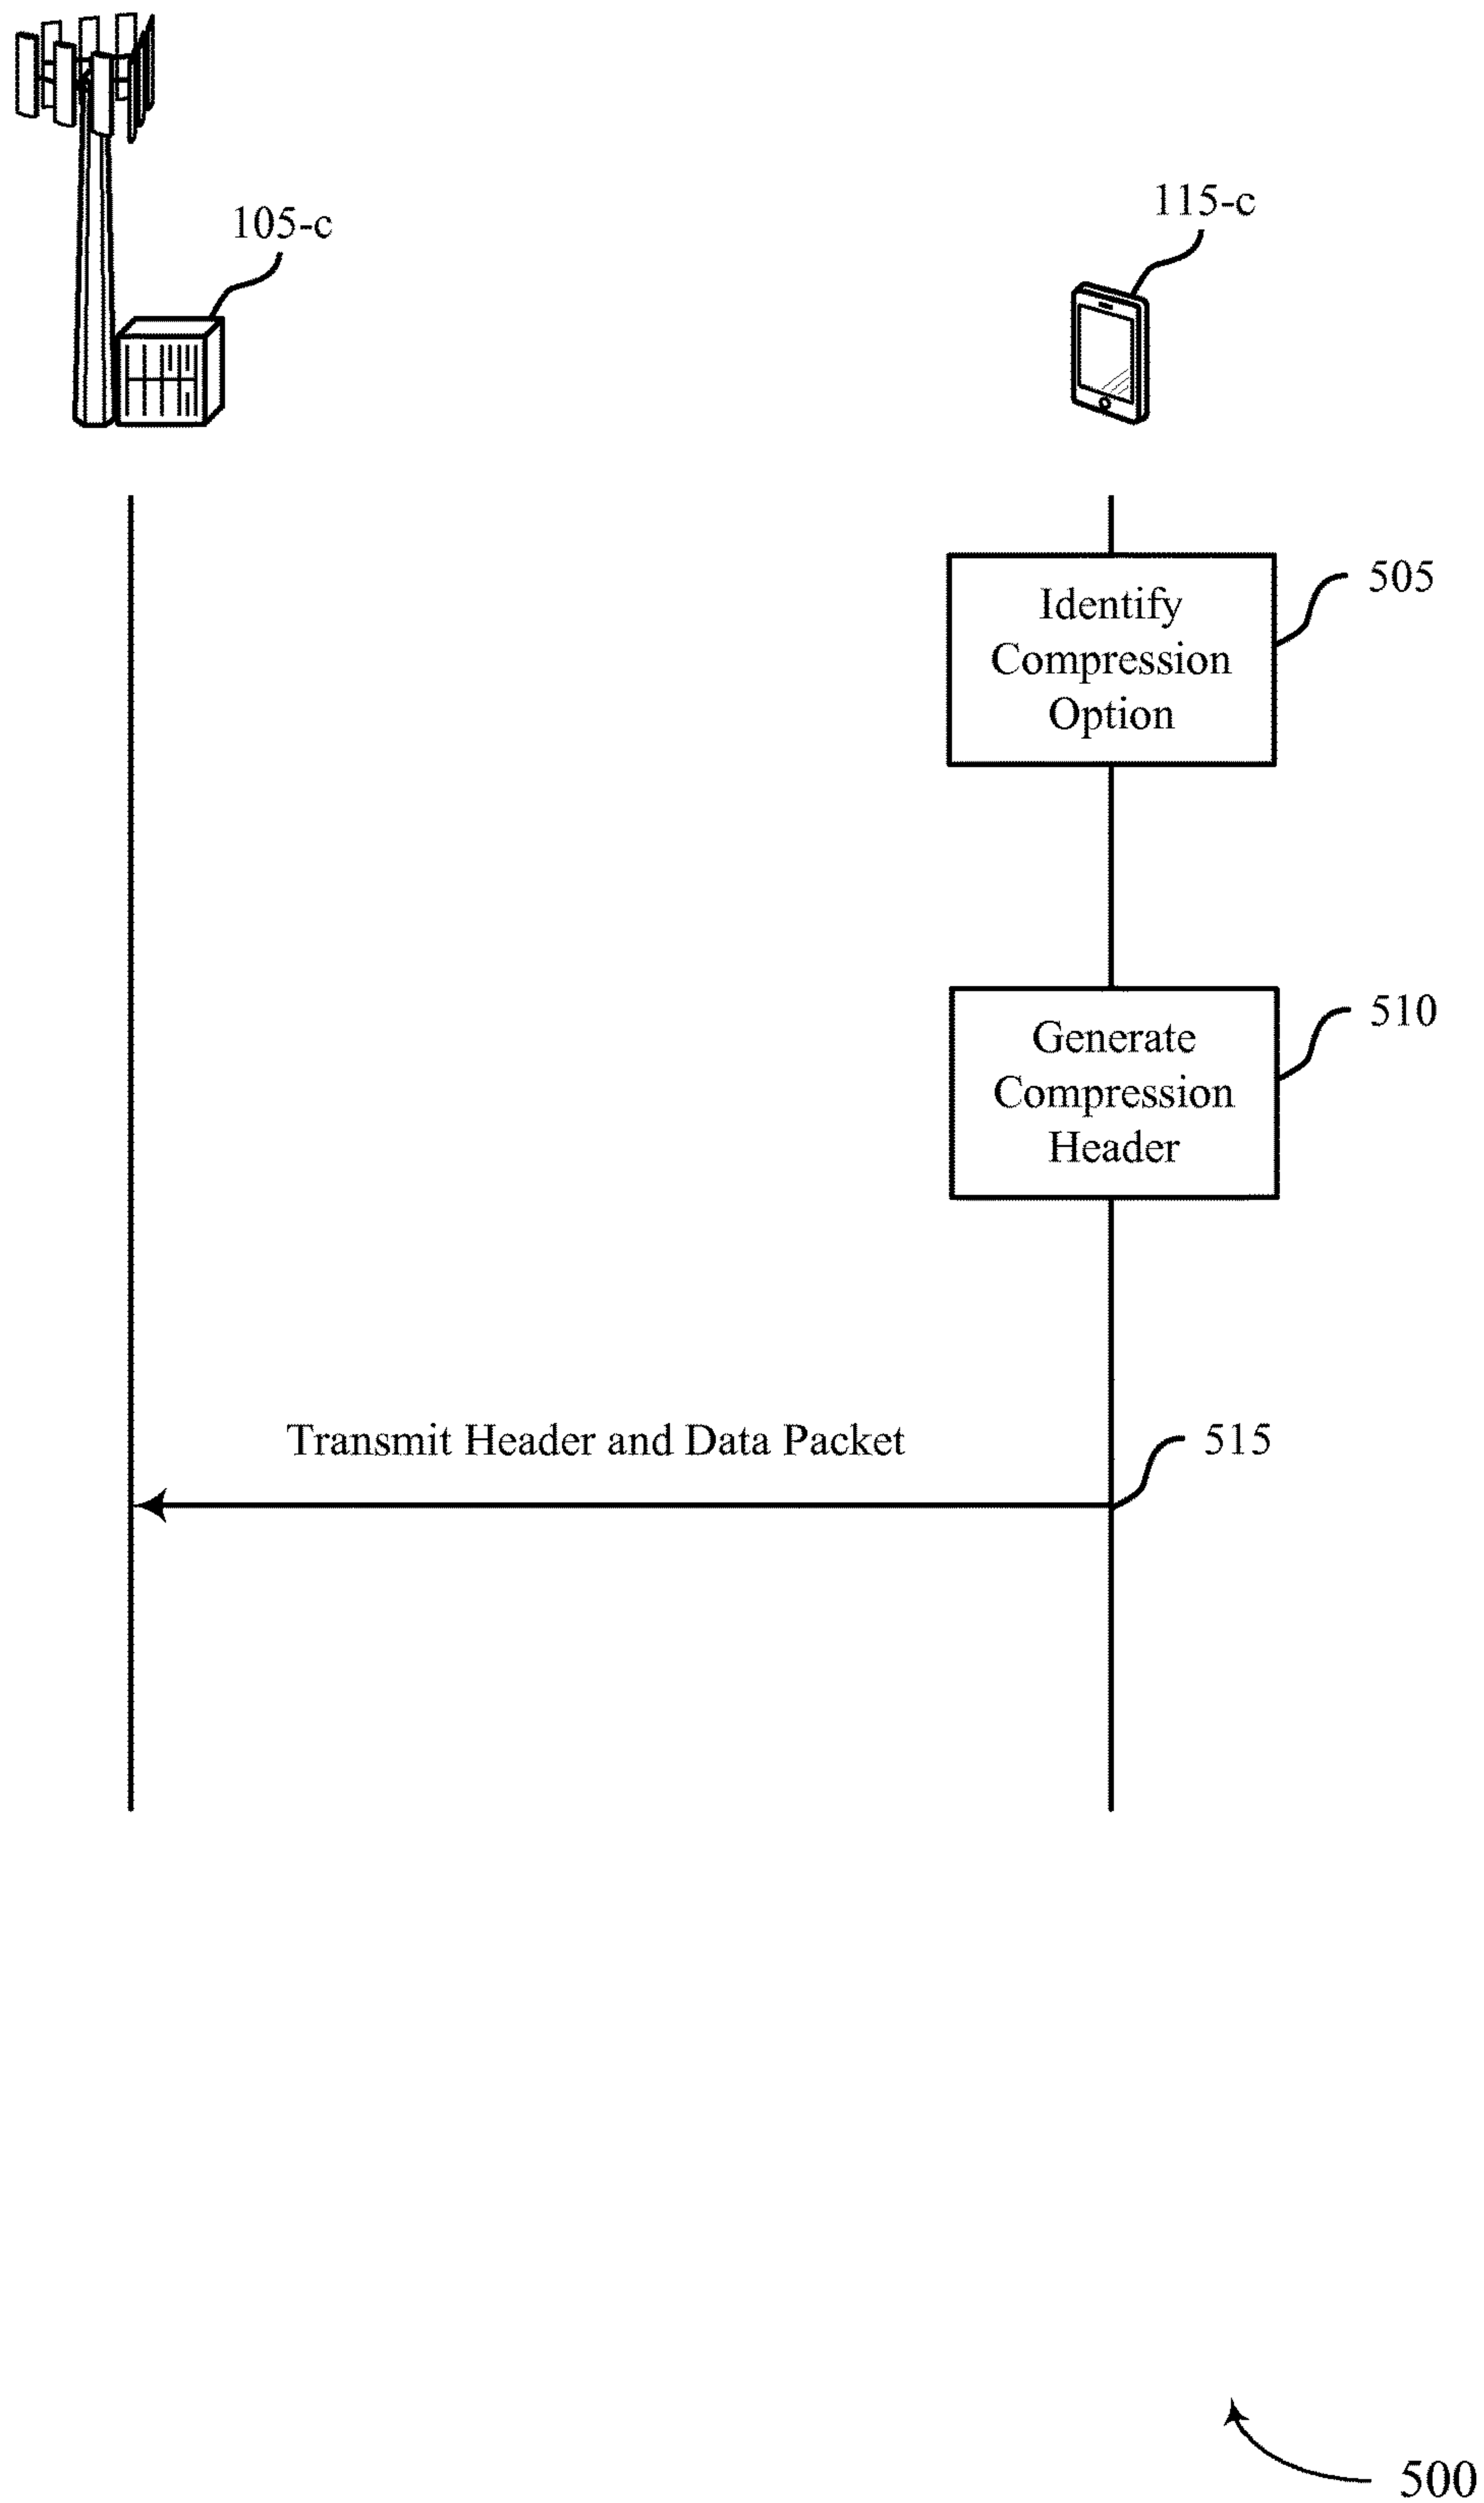 105-c
115-c
Identify
Compression
Option
505
Generate
Compression
Header
510
Transmit Header and Data Packet
515
500